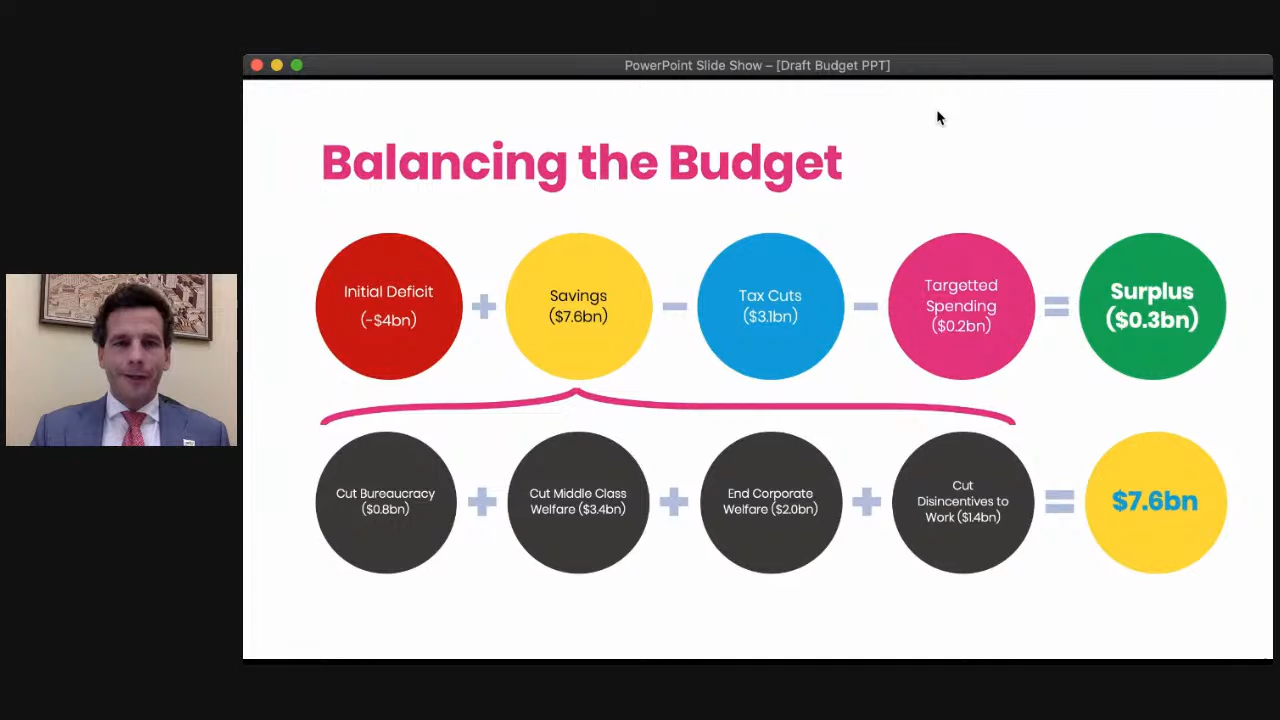 PowerPoint Slide Show – [Draft Budget PPT]
Balancing the Budget
Initial Deficit
(-$4bn)
+
Savings
($7.6bn)
−
Tax Cuts
($3.1bn)
−
Targetted
Spending
($0.2bn)
=
Surplus
($0.3bn)
Cut Bureaucracy
($0.8bn)
+
Cut Middle Class
Welfare ($3.4bn)
+
End Corporate
Welfare ($2.0bn)
+
Cut
Disincentives to
Work ($1.4bn)
=
$7.6bn